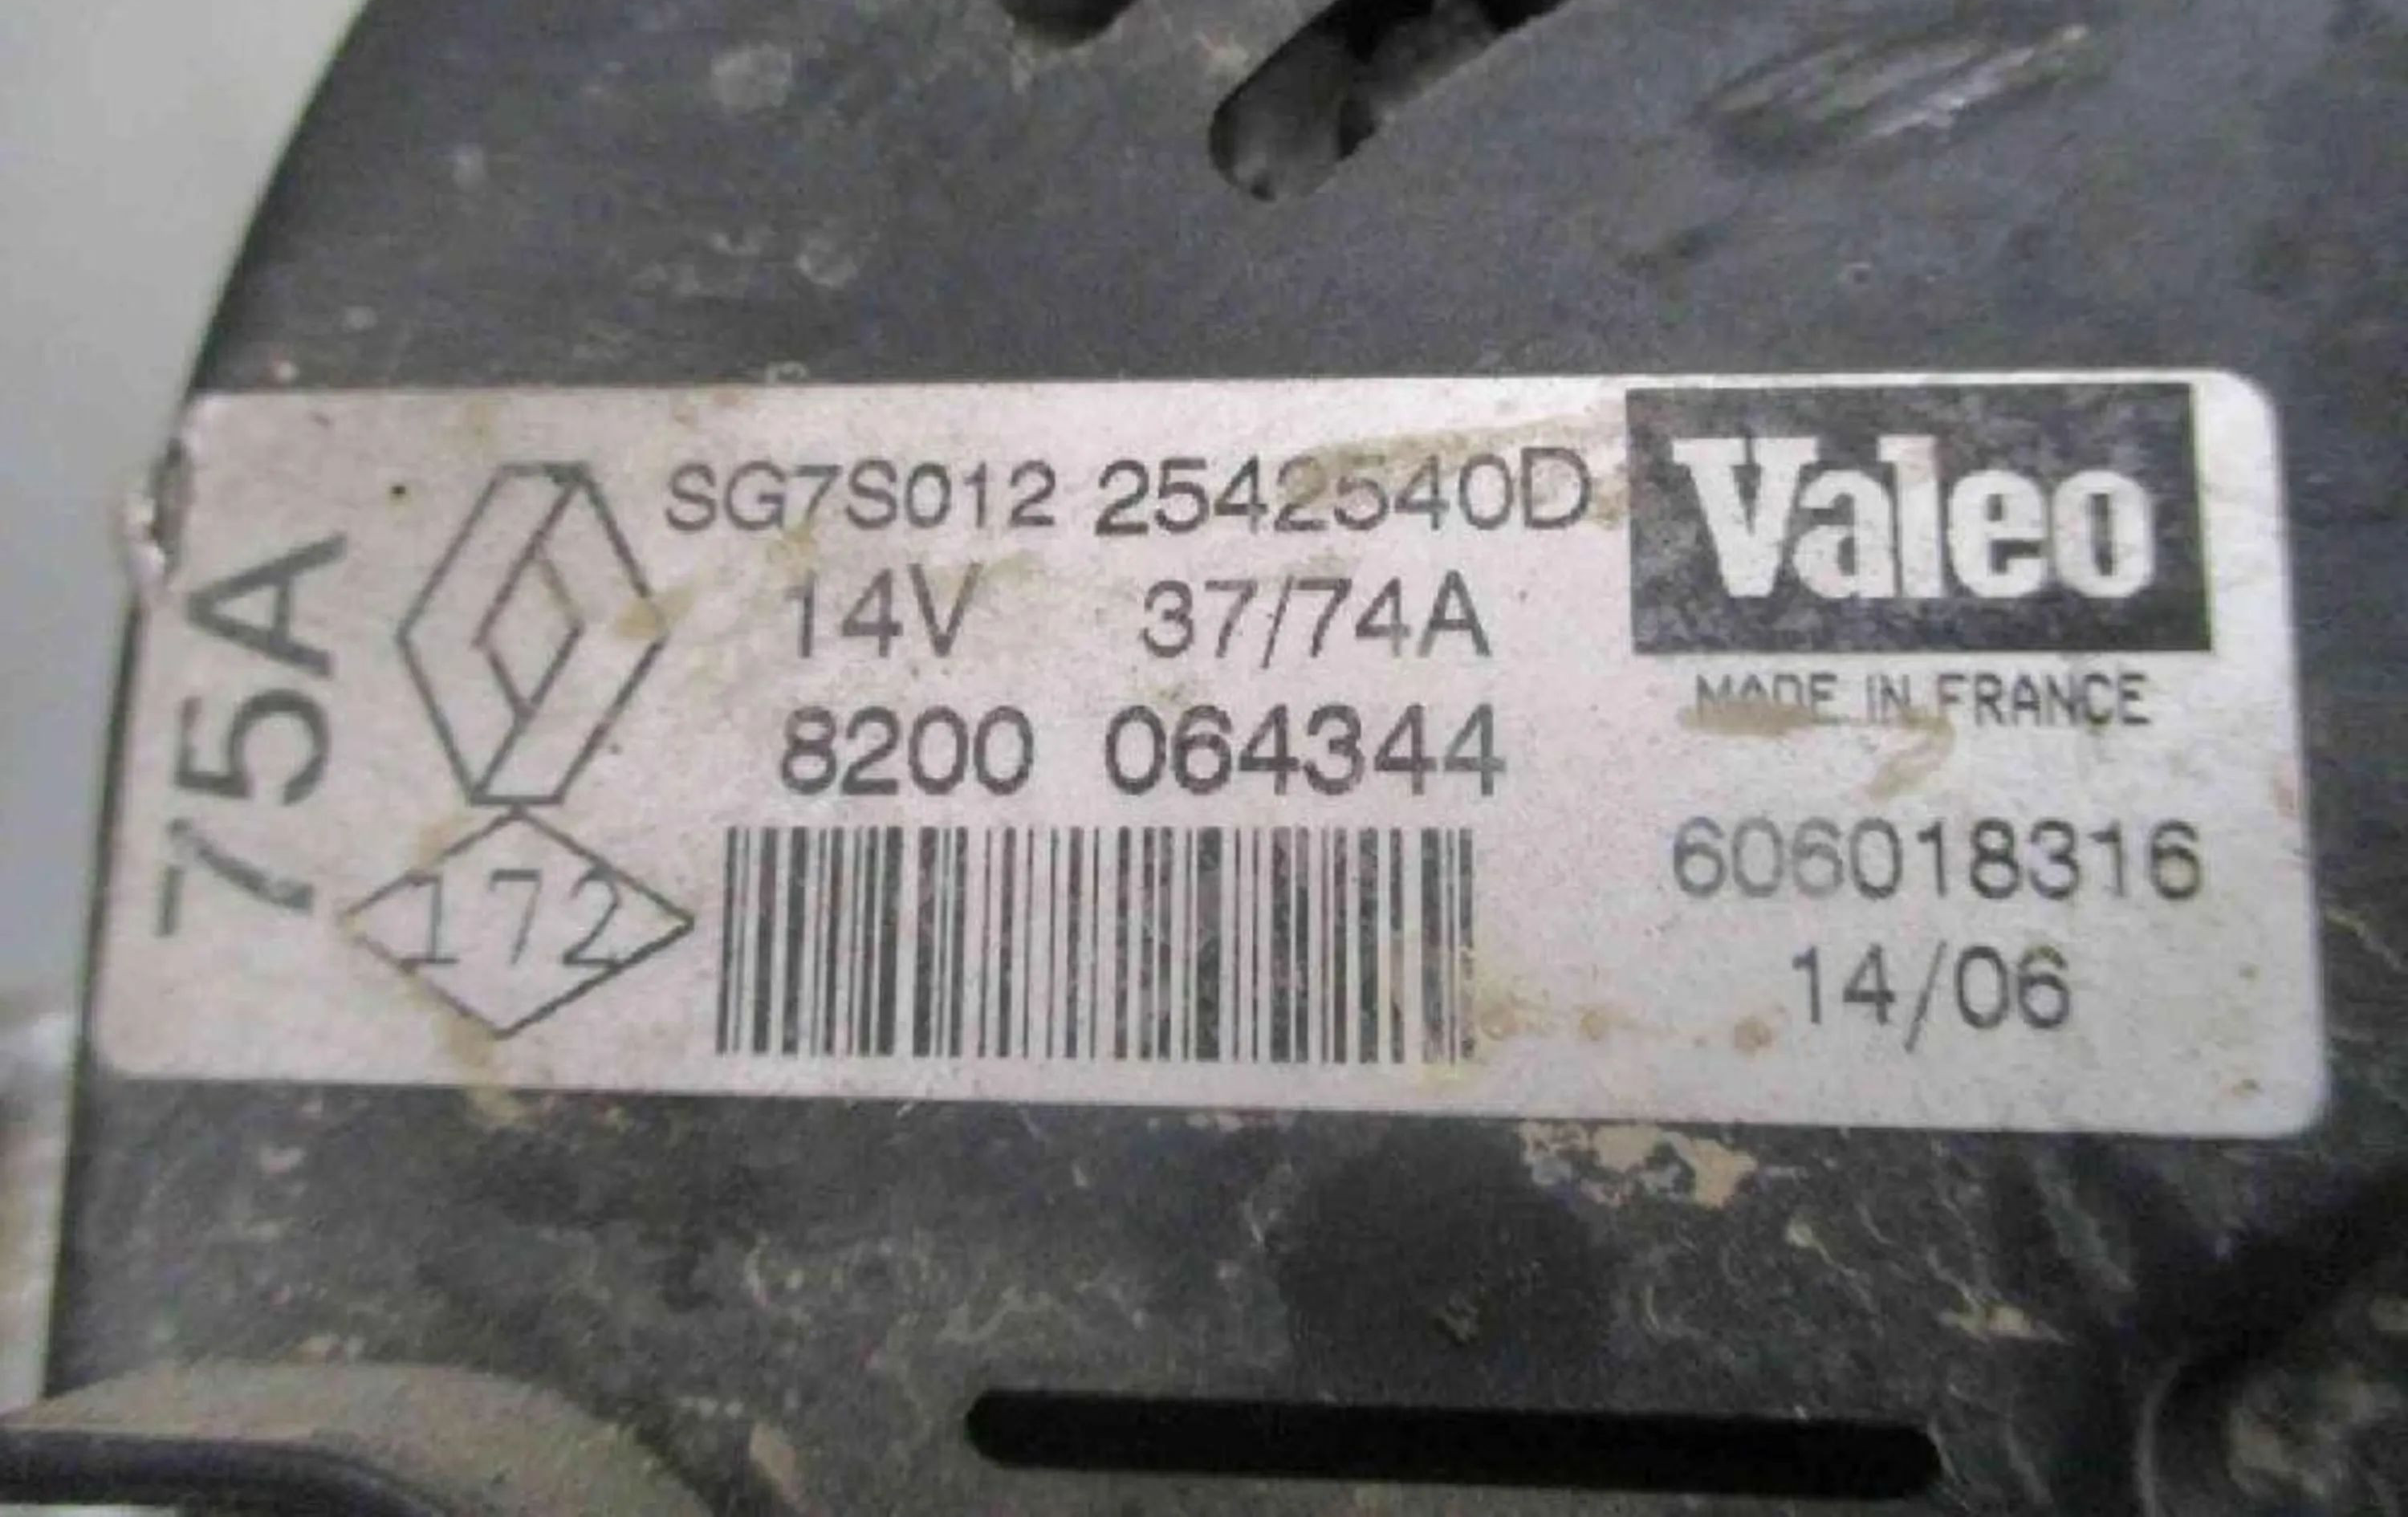 75A
SG7S012 2542540D
14V 37/74A
8200 064344
172
Valeo
MADE IN FRANCE
606018316
14/06